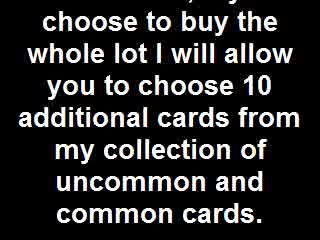 choose to buy the
whole lot I will allow
you to choose 10
additional cards from
my collection of
uncommon and
common cards.